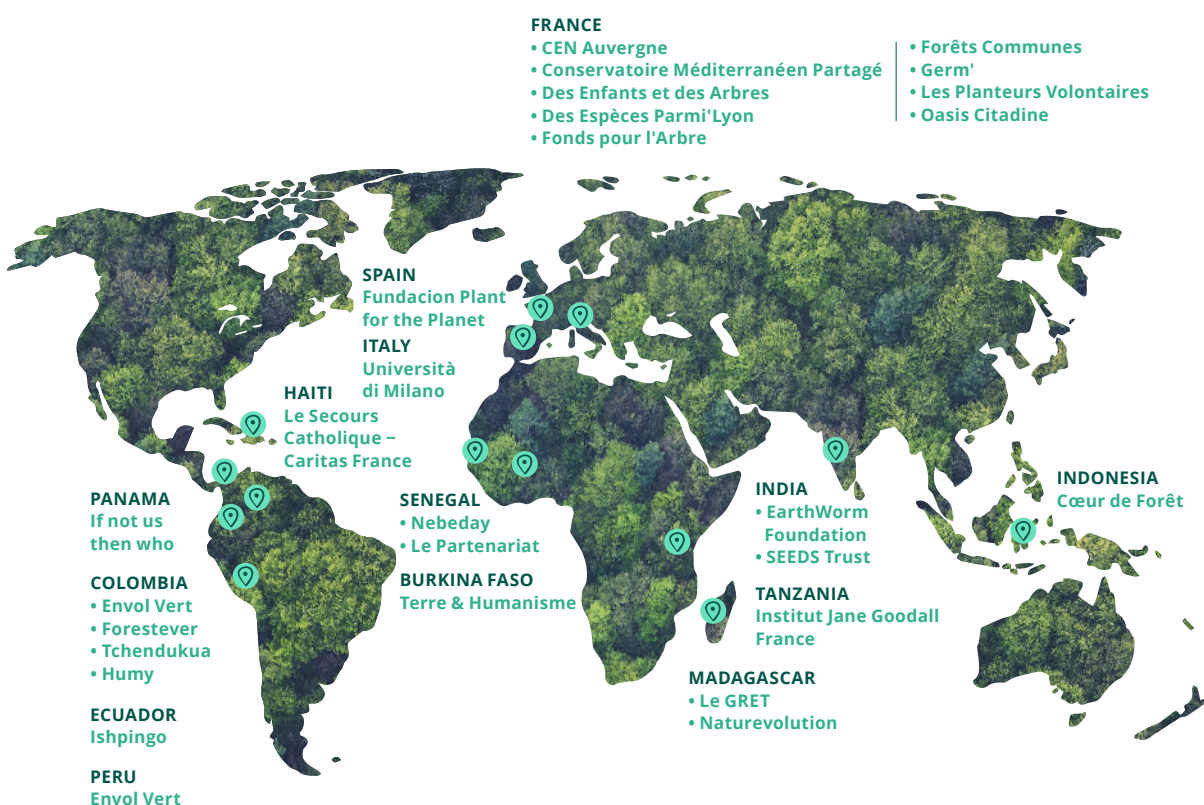 FRANCE
• CEN Auvergne
• Conservatoire Méditerranéen Partagé
• Des Enfants et des Arbres
• Des Espèces Parmi'Lyon
• Fonds pour l'Arbre
• Forêts Communes
• Germ'
• Les Planteurs Volontaires
• Oasis Citadine
SPAIN
Fundacion Plant
for the Planet
ITALY
Università
di Milano
HAITI
Le Secours
Catholique –
Caritas France
PANAMA
If not us
then who
COLOMBIA
• Envol Vert
• Forestever
• Tchendukua
• Humy
ECUADOR
Ishpingo
PERU
Envol Vert
SENEGAL
• Nebeday
• Le Partenariat
BURKINA FASO
Terre & Humanisme
INDIA
• EarthWorm
Foundation
• SEEDS Trust
TANZANIA
Institut Jane Goodall
France
MADAGASCAR
• Le GRET
• Naturevolution
INDONESIA
Cœur de Forêt